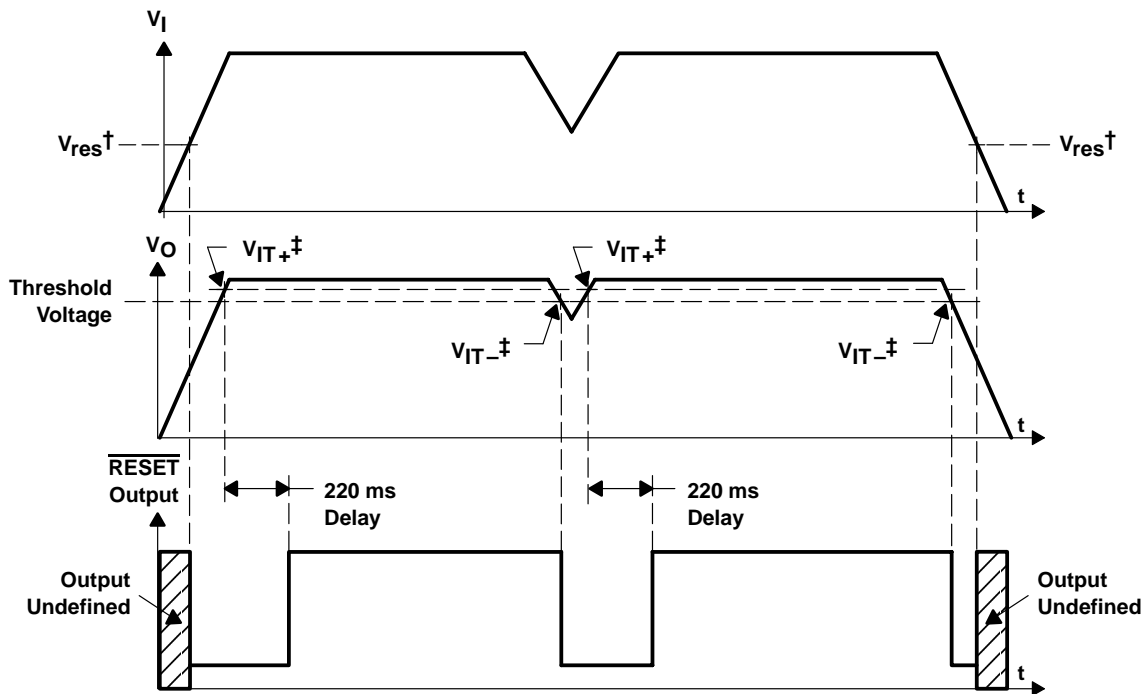 VI
Vres†
Vres†
t
VO
VIT+‡
VIT+‡
Threshold
Voltage
VIT–‡
VIT–‡
t
RESET
Output
220 ms
Delay
220 ms
Delay
Output
Undefined
Output
Undefined
t